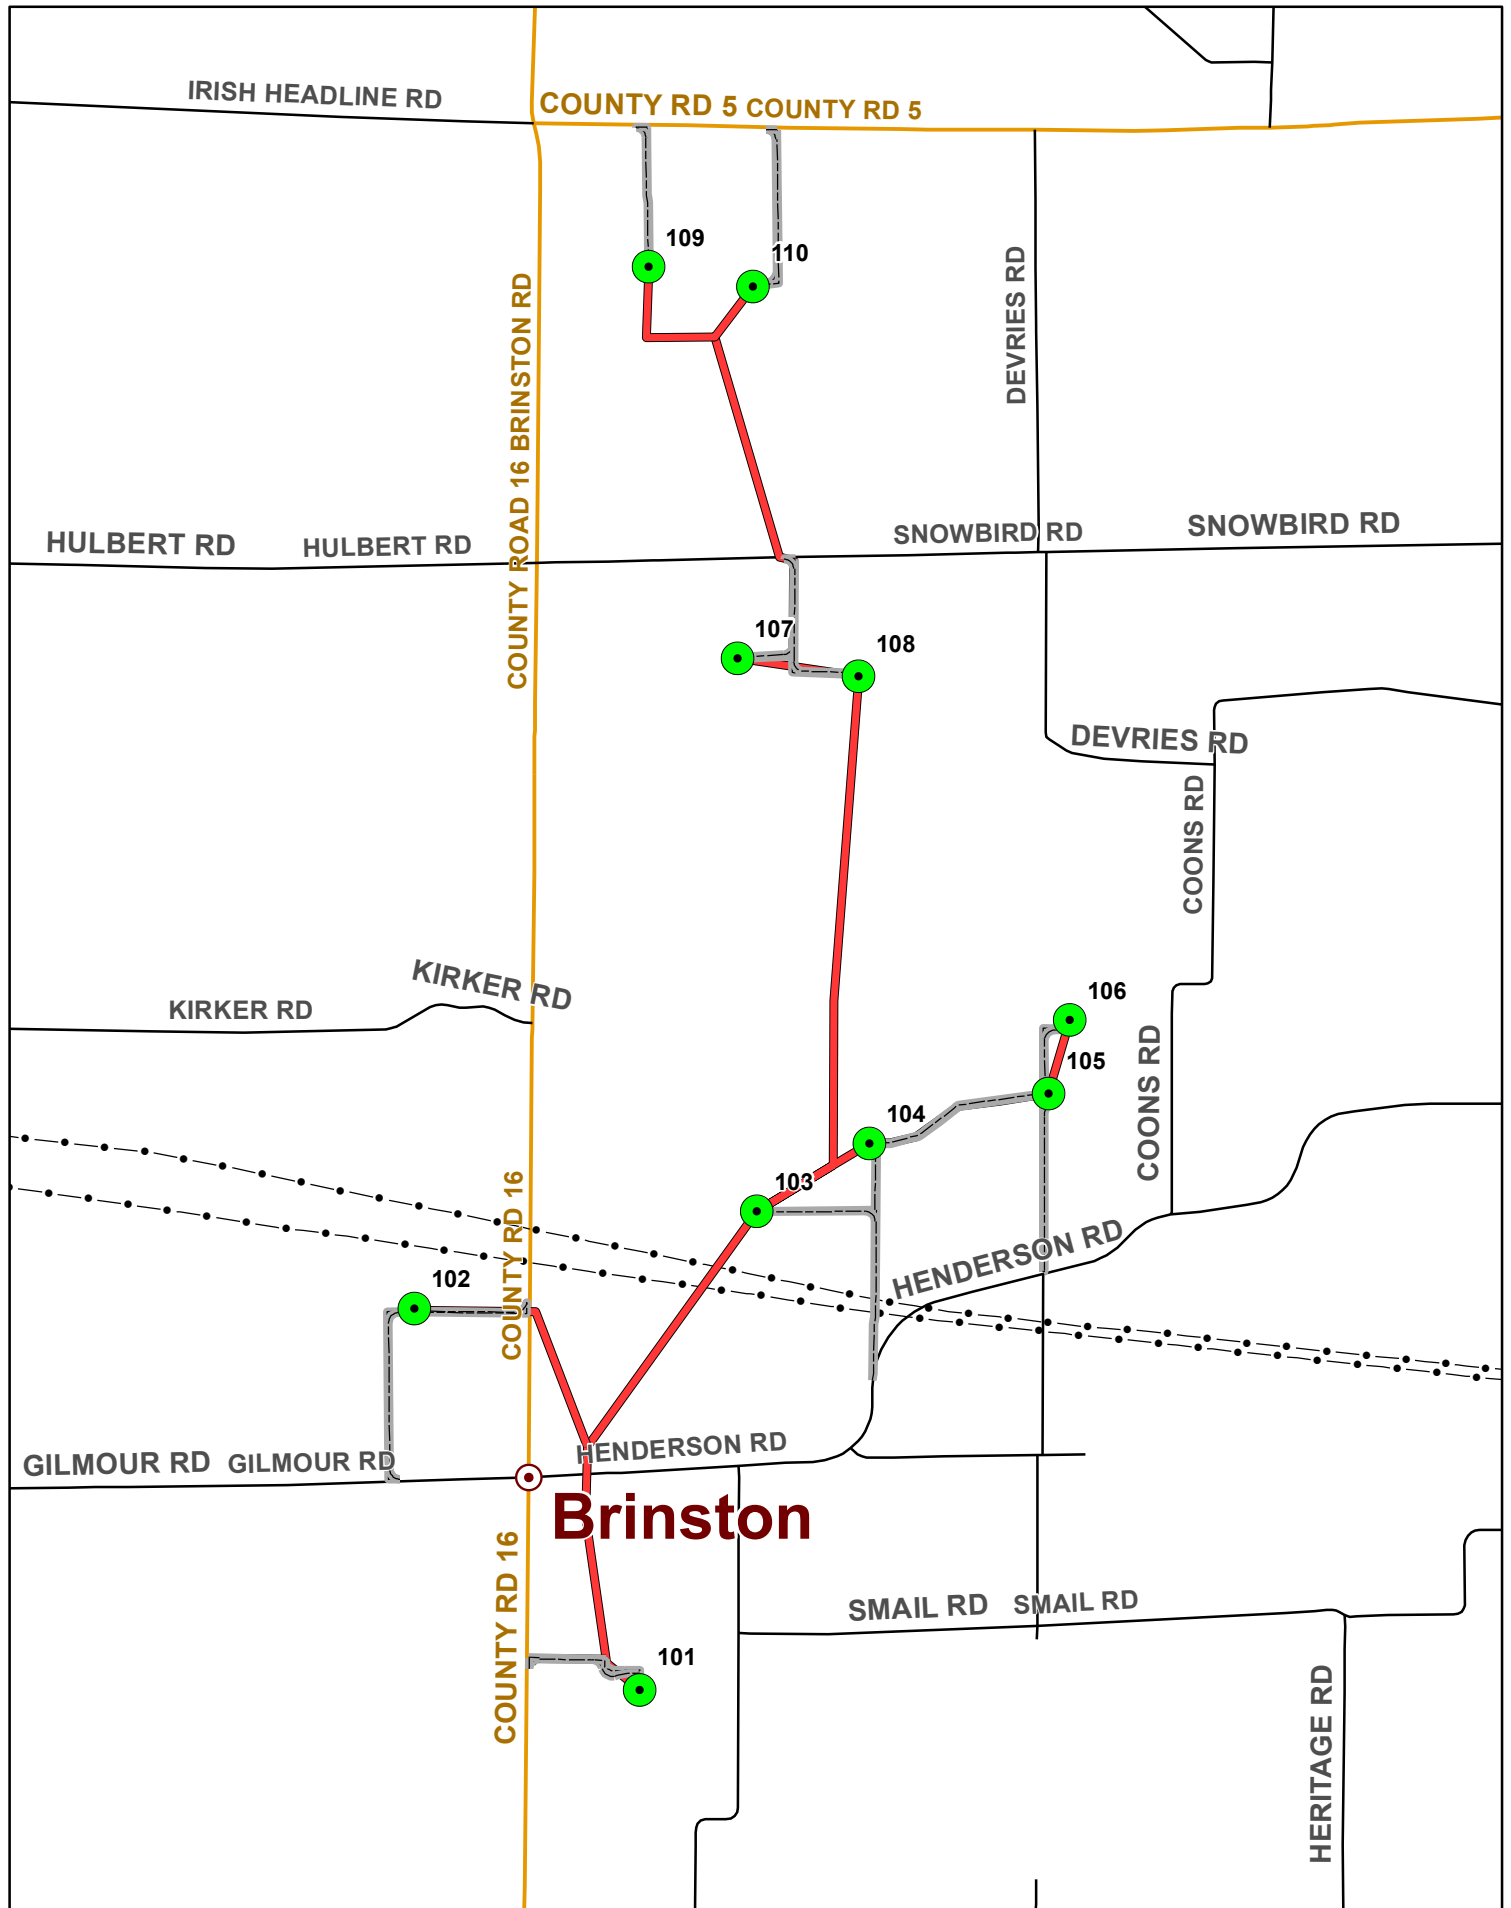 IRISH HEADLINE RD
COUNTY RD 5
COUNTY RD 5
109
110
DEVRIES RD
COUNTY ROAD 16 BRINSTON RD
HULBERT RD
HULBERT RD
SNOWBIRD RD
SNOWBIRD RD
107
108
DEVRIES RD
COONS RD
KIRKER RD
KIRKER RD
106
105
COONS RD
104
103
COUNTY RD 16
HENDERSON RD
102
GILMOUR RD
GILMOUR RD
HENDERSON RD
Brinston
COUNTY RD 16
SMAIL RD
SMAIL RD
101
HERITAGE RD